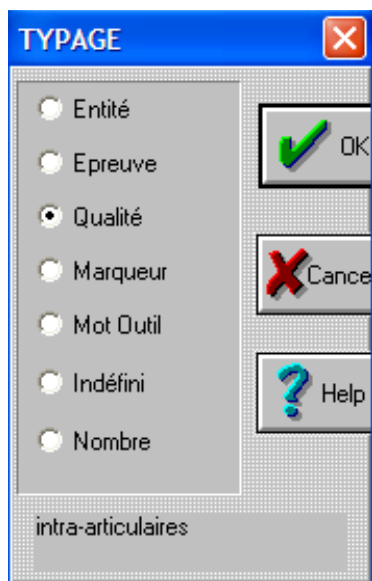 TYPAGE
Entité
Epreuve
Qualité
Marqueur
Mot Outil
Indéfini
Nombre
OK
Cance
Help
intra-articulaires